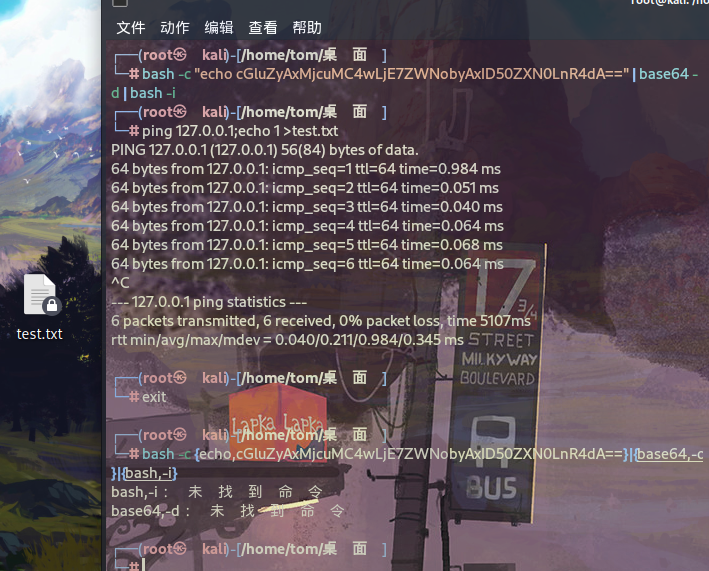 root@kali: /ho
文件 动作 编辑 查看 帮助
┌──(root㉿ kali)-[/home/tom/桌 面 ]
└─# bash -c "echo cGluZyAxMjcuMC4wLjE7ZWNobyAxID50ZXN0LnR4dA==" | base64 -
d | bash -i
┌──(root㉿ kali)-[/home/tom/桌 面 ]
└─# ping 127.0.0.1;echo 1 >test.txt
PING 127.0.0.1 (127.0.0.1) 56(84) bytes of data.
64 bytes from 127.0.0.1: icmp_seq=1 ttl=64 time=0.984 ms
64 bytes from 127.0.0.1: icmp_seq=2 ttl=64 time=0.051 ms
64 bytes from 127.0.0.1: icmp_seq=3 ttl=64 time=0.040 ms
64 bytes from 127.0.0.1: icmp_seq=4 ttl=64 time=0.064 ms
64 bytes from 127.0.0.1: icmp_seq=5 ttl=64 time=0.068 ms
64 bytes from 127.0.0.1: icmp_seq=6 ttl=64 time=0.064 ms
^C
--- 127.0.0.1 ping statistics ---
6 packets transmitted, 6 received, 0% packet loss, time 5107ms
rtt min/avg/max/mdev = 0.040/0.211/0.984/0.345 ms
┌──(root㉿ kali)-[/home/tom/桌 面 ]
└─# exit
┌──(root㉿ kali)-[/home/tom/桌 面 ]
└─# bash -c {echo,cGluZyAxMjcuMC4wLjE7ZWNobyAxID50ZXN0LnR4dA==}|{base64,-d
}|{bash,-i}
bash,-i： 未 找 到 命 令
base64,-d： 未 找 到 命 令
┌──(root㉿ kali)-[/home/tom/桌 面 ]
└─#
test.txt
17 3/4
STREET
MILKYWAY
BOULEVARD
Lapka Lapka
BUS